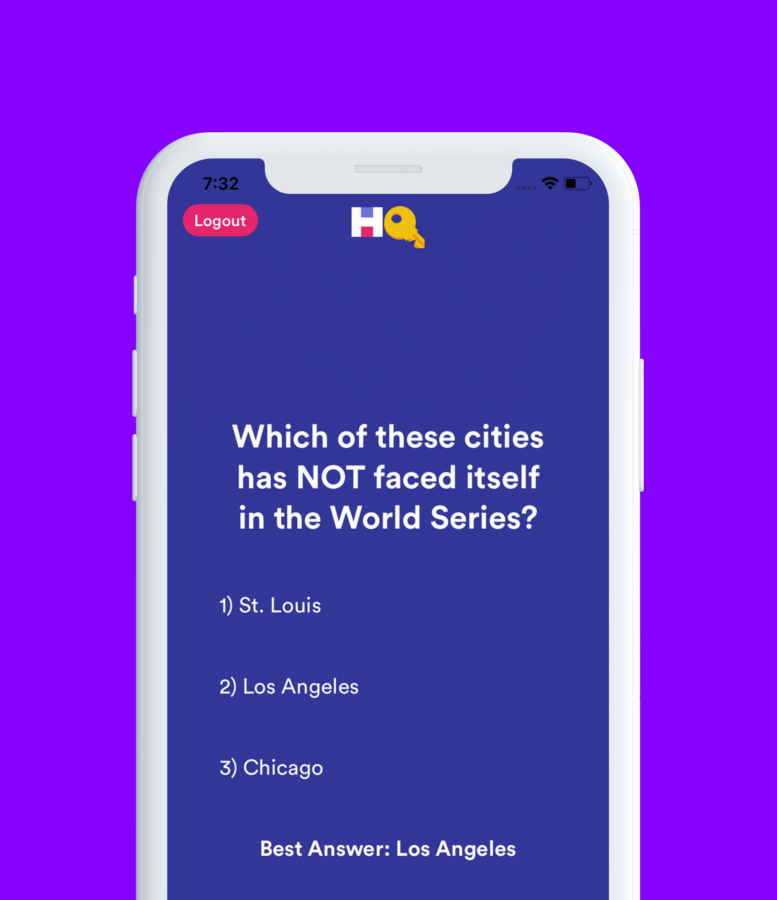 7:32
Logout
HQ
Which of these cities
has NOT faced itself
in the World Series?
1) St. Louis
2) Los Angeles
3) Chicago
Best Answer: Los Angeles